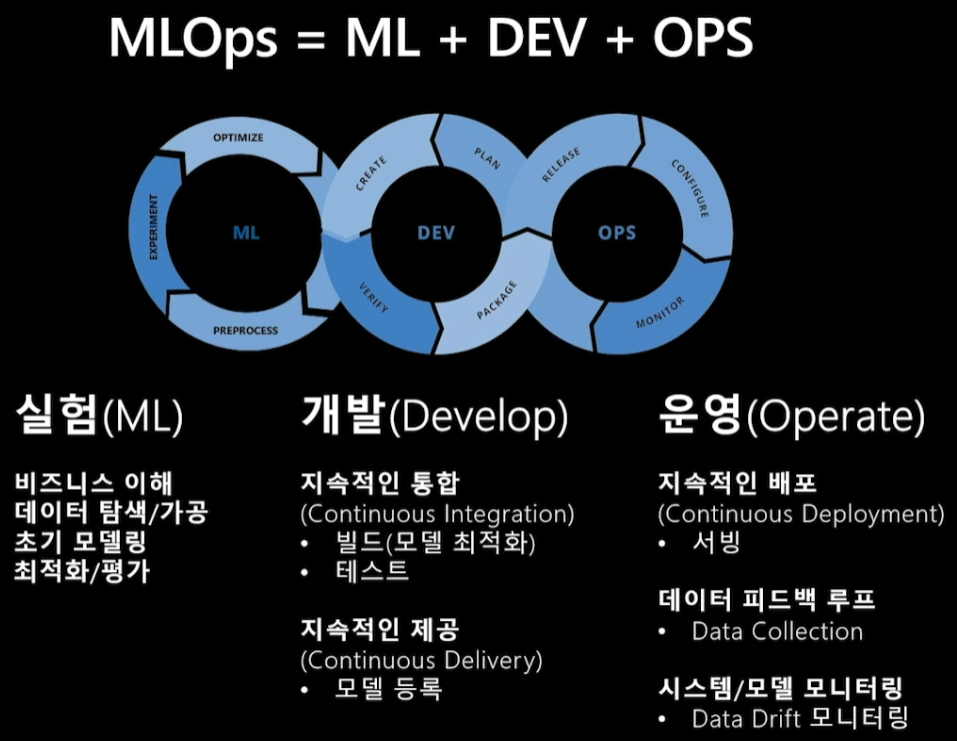 MLOps = ML + DEV + OPS
OPTIMIZE
EXPERIMENT
PREPROCESS
ML
CREATE
PLAN
VERIFY
PACKAGE
DEV
RELEASE
CONFIGURE
MONITOR
OPS
실험(ML)
비즈니스 이해
데이터 탐색/가공
초기 모델링
최적화/평가
개발(Develop)
지속적인 통합
(Continuous Integration)
• 빌드(모델 최적화)
• 테스트
지속적인 제공
(Continuous Delivery)
• 모델 등록
운영(Operate)
지속적인 배포
(Continuous Deployment)
• 서빙
데이터 피드백 루프
• Data Collection
시스템/모델 모니터링
• Data Drift 모니터링